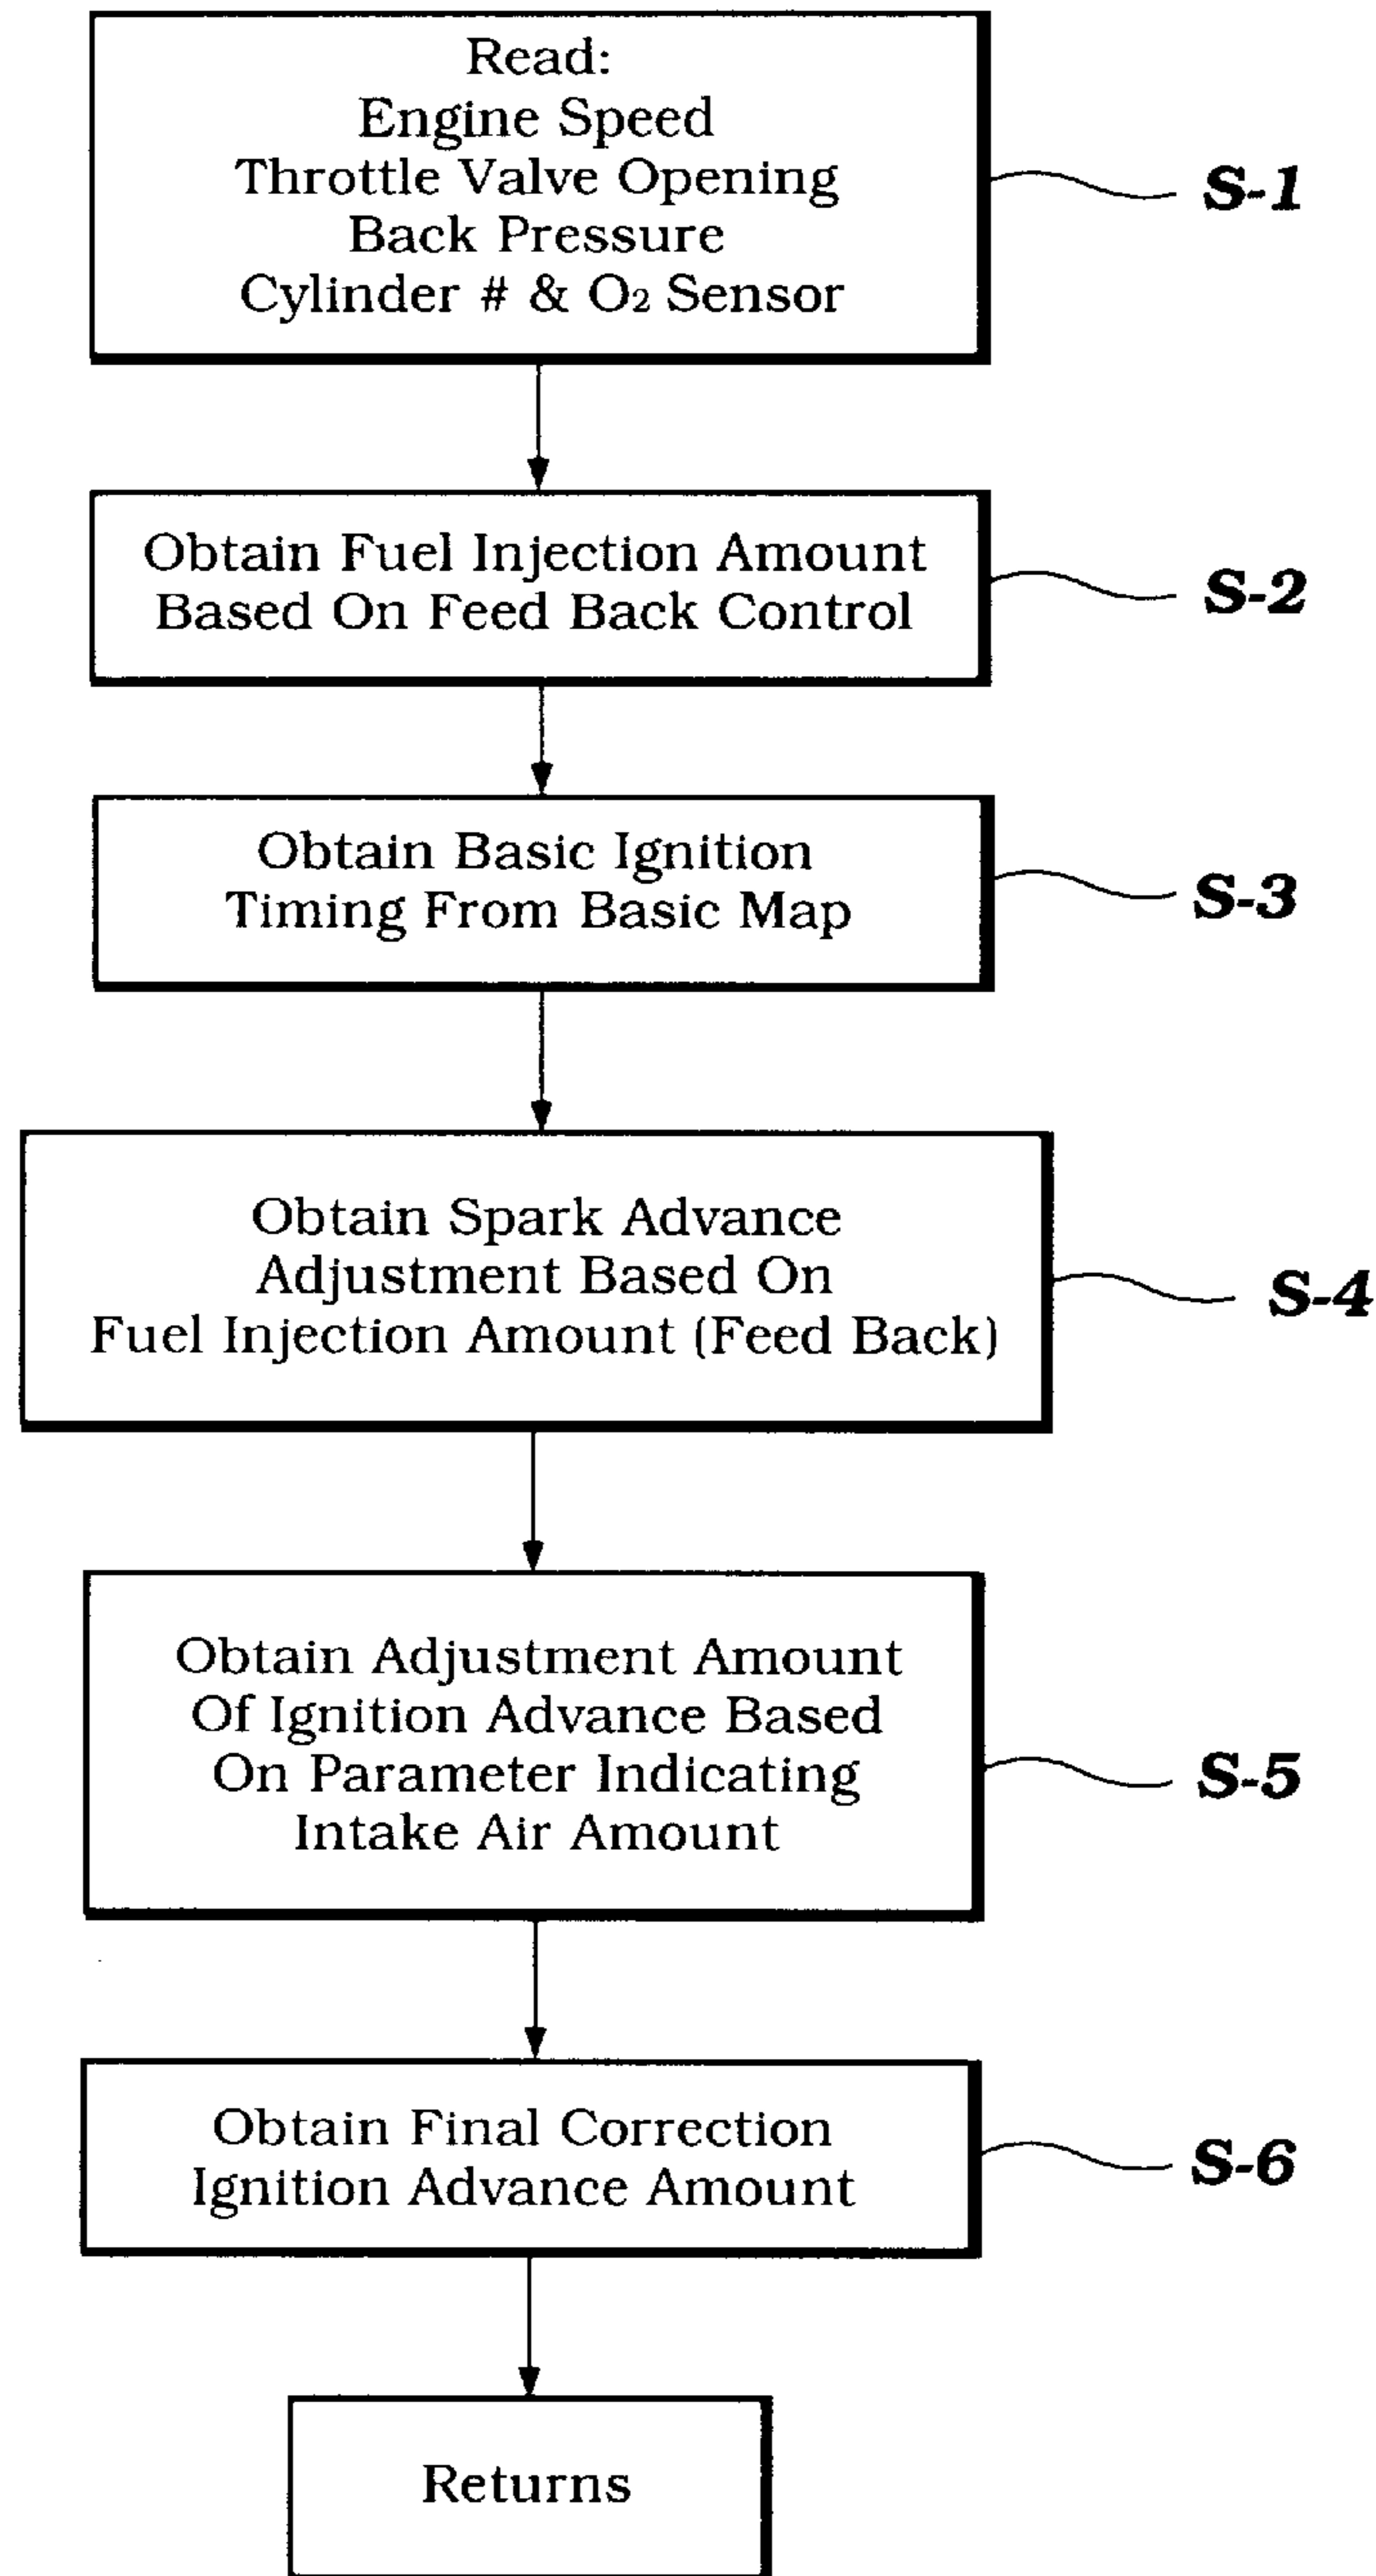 Read:
Engine Speed
Throttle Valve Opening
Back Pressure
Cylinder # & O₂ Sensor
S-1
Obtain Fuel Injection Amount
Based On Feed Back Control
S-2
Obtain Basic Ignition
Timing From Basic Map
S-3
Obtain Spark Advance
Adjustment Based On
Fuel Injection Amount (Feed Back)
S-4
Obtain Adjustment Amount
Of Ignition Advance Based
On Parameter Indicating
Intake Air Amount
S-5
Obtain Final Correction
Ignition Advance Amount
S-6
Returns